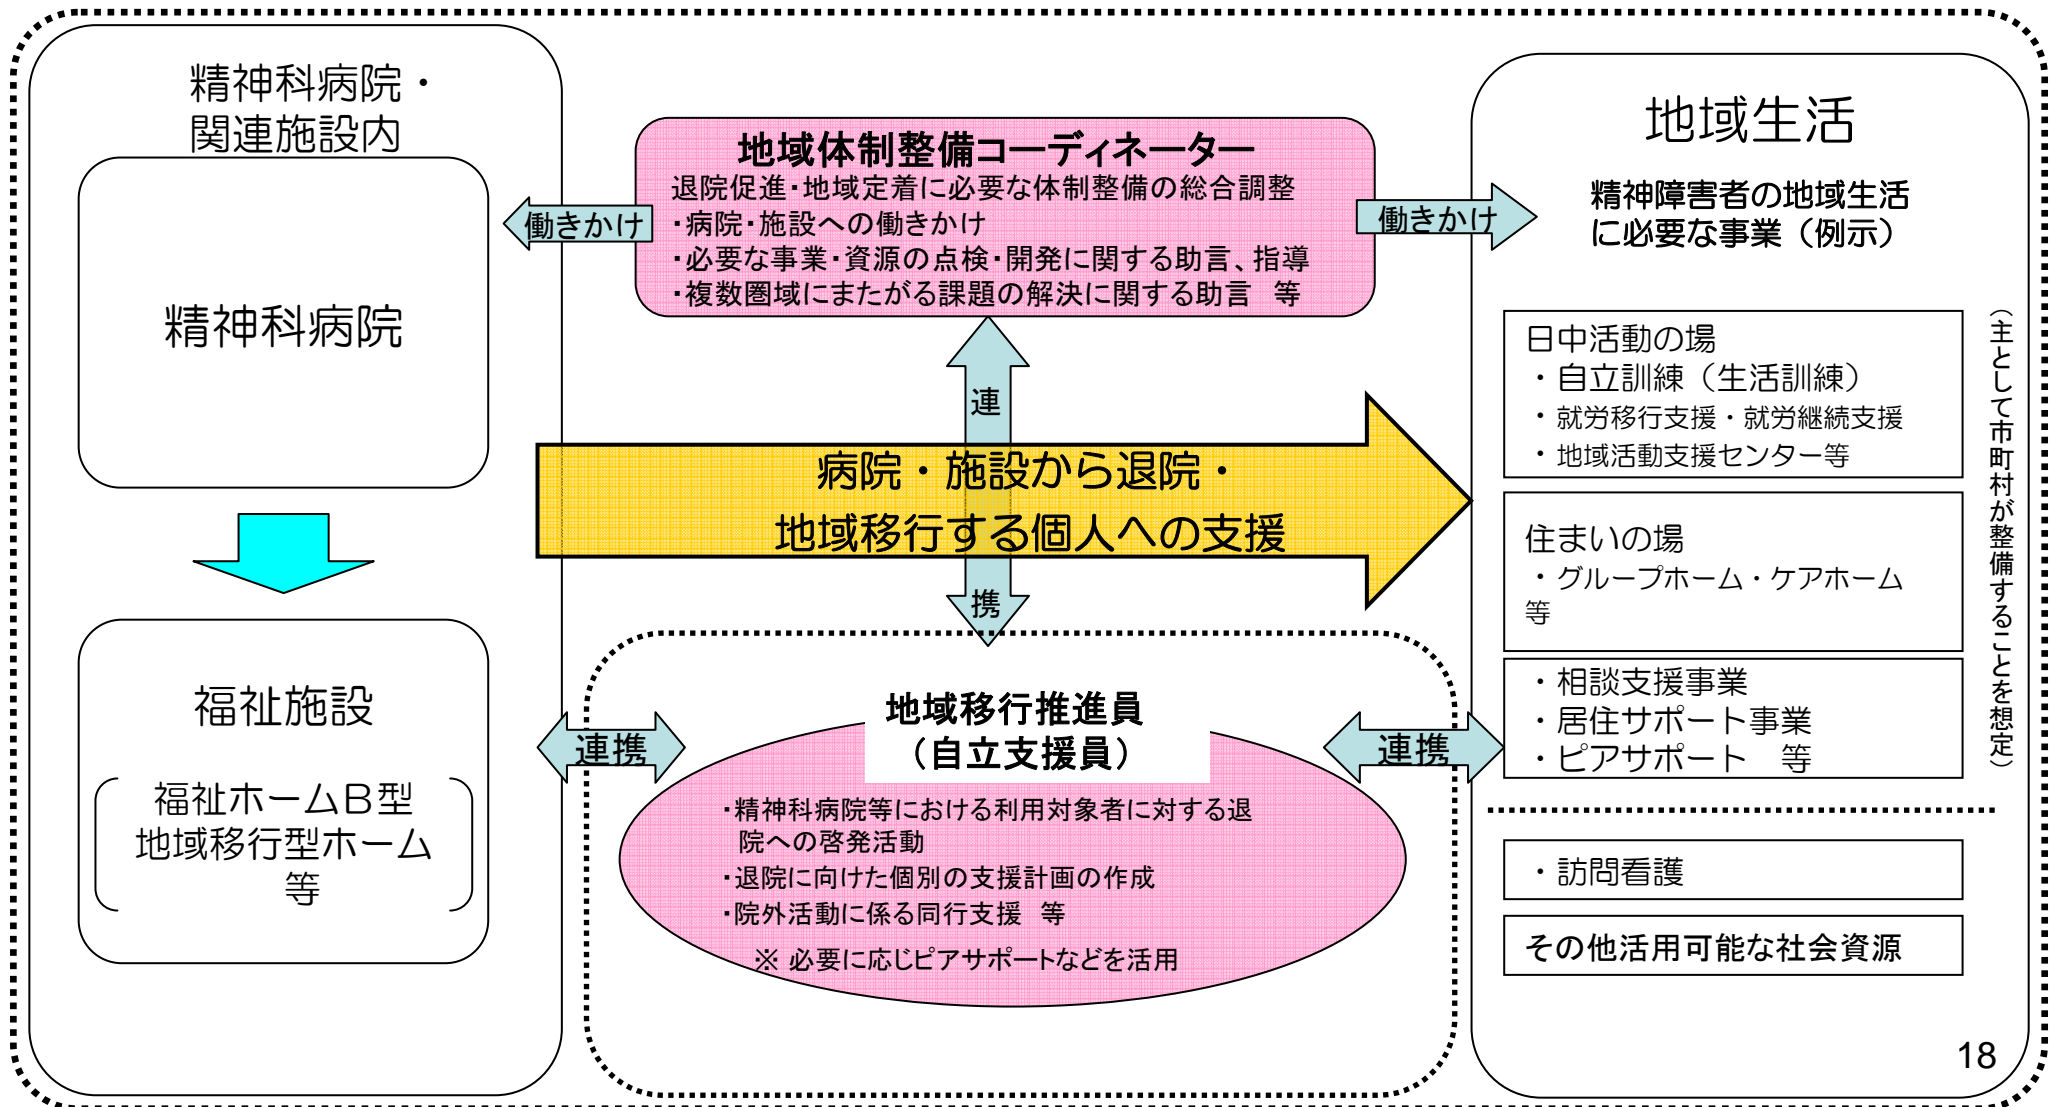 精神科病院・
関連施設内
精神科病院
福祉施設
福祉ホームB型
地域移行型ホーム
等
地域体制整備コーディネーター
退院促進・地域定着に必要な体制整備の総合調整
・病院・施設への働きかけ
・必要な事業・資源の点検・開発に関する助言、指導
・複数圏域にまたがる課題の解決に関する助言　等
働きかけ
働きかけ
連
携
病院・施設から退院・
地域移行する個人への支援
連携
連携
地域移行推進員
（自立支援員）
・精神科病院等における利用対象者に対する退
院への啓発活動
・退院に向けた個別の支援計画の作成
・院外活動に係る同行支援　等
※ 必要に応じピアサポートなどを活用
地域生活
精神障害者の地域生活
に必要な事業（例示）
日中活動の場
・自立訓練（生活訓練）
・就労移行支援・就労継続支援
・地域活動支援センター等
住まいの場
・グループホーム・ケアホーム
等
・相談支援事業
・居住サポート事業
・ピアサポート　等
（主として市町村が整備することを想定）
・訪問看護
その他活用可能な社会資源
18